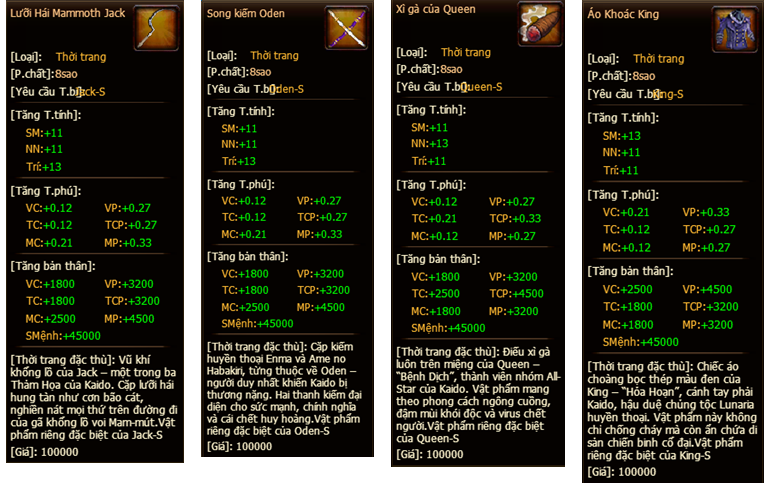 Lưỡi Hái Mammoth Jack
[Loại]: Thời trang
[P.chất]:8sao
[Yêu cầu T.bị]:Jack-S
[Tăng T.tính]:
SM:+11
NN:+11
Trí:+13
[Tăng T.phú]:
VC:+0.12 VP:+0.27
TC:+0.12 TCP:+0.27
MC:+0.21 MP:+0.33
[Tăng bản thân]:
VC:+1800 VP:+3200
TC:+1800 TCP:+3200
MC:+2500 MP:+4500
SMệnh:+45000
[Thời trang đặc thù]: Vũ khí
khổng lồ của Jack – một trong ba
Thảm Họa của Kaido. Cặp lưỡi hái
hung tàn như cơn bão cát,
nghiền nát mọi thứ trên đường đi
của gã khổng lồ voi Mam-mút.Vật
phẩm riêng đặc biệt của Jack-S
[Giá]: 100000
Song kiếm Oden
[Loại]: Thời trang
[P.chất]:8sao
[Yêu cầu T.bị]:Oden-S
[Tăng T.tính]:
SM:+11
NN:+11
Trí:+13
[Tăng T.phú]:
VC:+0.12 VP:+0.27
TC:+0.12 TCP:+0.27
MC:+0.21 MP:+0.33
[Tăng bản thân]:
VC:+1800 VP:+3200
TC:+1800 TCP:+3200
MC:+2500 MP:+4500
SMệnh:+45000
[Thời trang đặc thù]: Cặp kiếm
huyền thoại Enma và Ame no
Habakiri, từng thuộc về Oden –
người duy nhất khiến Kaido bị
thương nặng. Hai thanh kiếm đại
diện cho sức mạnh, chính nghĩa
và cái chết huy hoàng.Vật phẩm
riêng đặc biệt của Oden-S
[Giá]: 100000
Xì gà của Queen
[Loại]: Thời trang
[P.chất]:8sao
[Yêu cầu T.bị]:Queen-S
[Tăng T.tính]:
SM:+11
NN:+13
Trí:+11
[Tăng T.phú]:
VC:+0.12 VP:+0.27
TC:+0.21 TCP:+0.33
MC:+0.12 MP:+0.27
[Tăng bản thân]:
VC:+1800 VP:+3200
TC:+2500 TCP:+4500
MC:+1800 MP:+3200
SMệnh:+45000
[Thời trang đặc thù]: Điếu xì gà
luôn trên miệng của Queen –
“Bệnh Dịch”, thành viên nhóm All-
Star của Kaido. Vật phẩm mang
theo phong cách ngông cuồng,
đậm mùi khói độc và virus chết
người.Vật phẩm riêng đặc biệt
của Queen-S
[Giá]: 100000
Áo Khoác King
[Loại]: Thời trang
[P.chất]:8sao
[Yêu cầu T.bị]:King-S
[Tăng T.tính]:
SM:+13
NN:+11
Trí:+11
[Tăng T.phú]:
VC:+0.21 VP:+0.33
TC:+0.12 TCP:+0.27
MC:+0.12 MP:+0.27
[Tăng bản thân]:
VC:+2500 VP:+4500
TC:+1800 TCP:+3200
MC:+1800 MP:+3200
SMệnh:+45000
[Thời trang đặc thù]: Chiếc áo
choàng bọc thép màu đen của
King – “Hỏa Hoạn”, cánh tay phải
Kaido, hậu duệ chủng tộc Lunaria
huyền thoại. Vật phẩm này không
chỉ chống cháy mà còn ẩn chứa di
sản chiến binh cổ đại.Vật phẩm
riêng đặc biệt của King-S
[Giá]: 100000